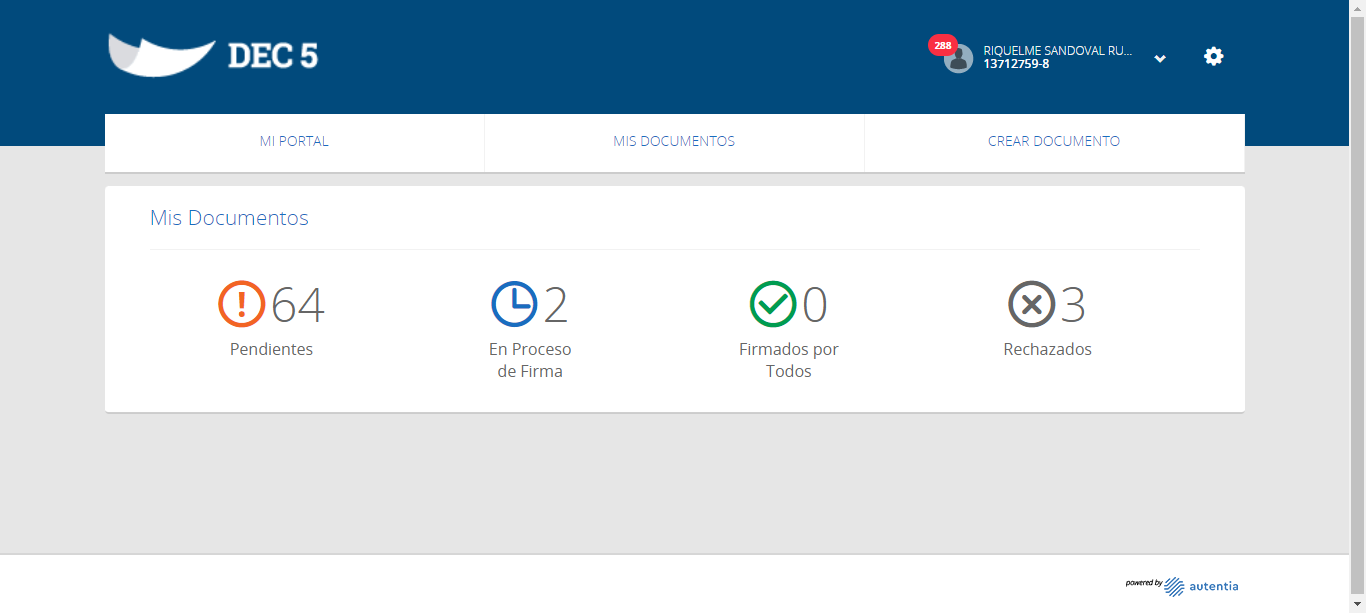 DEC 5
288
RIQUELME SANDOVAL RU...
13712759-8
MI PORTAL
MIS DOCUMENTOS
CREAR DOCUMENTO
Mis Documentos
64
Pendientes
2
En Proceso
de Firma
0
Firmados por
Todos
3
Rechazados
powered by
autentia